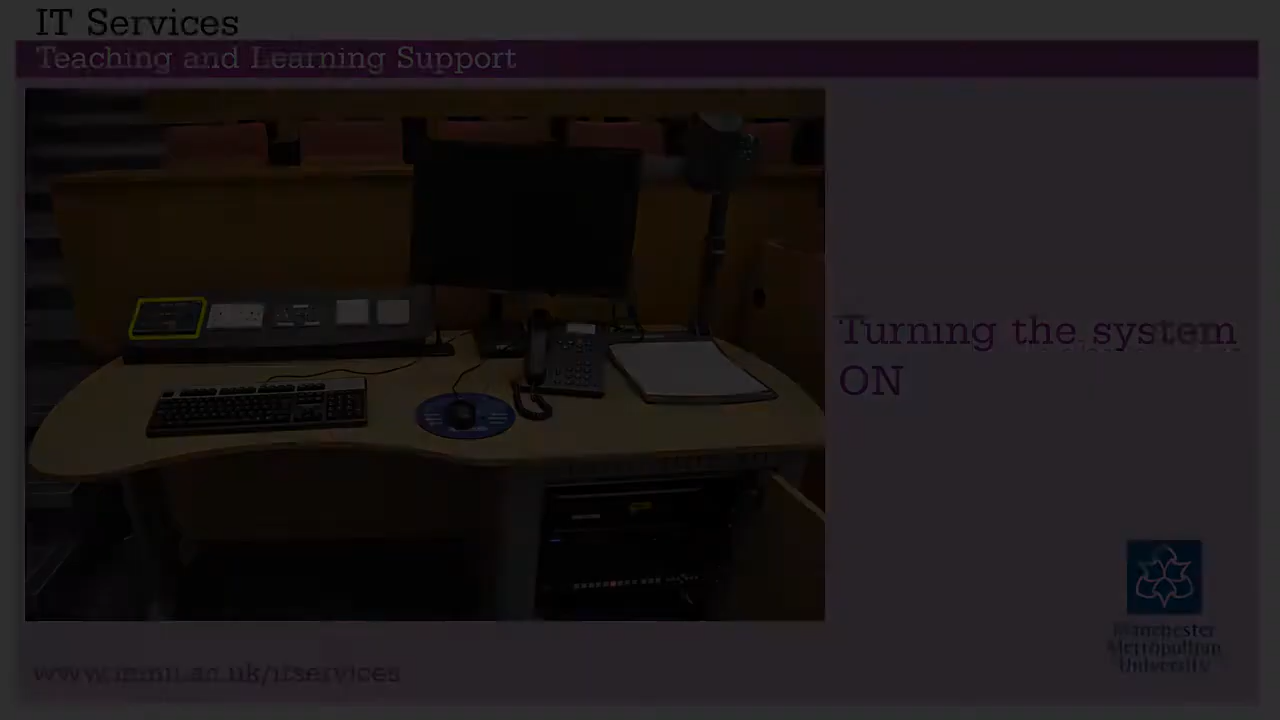 IT Services
Teaching and Learning Support
Turning the system
ON
Manchester
Metropolitan
University
www.mmu.ac.uk/itservices